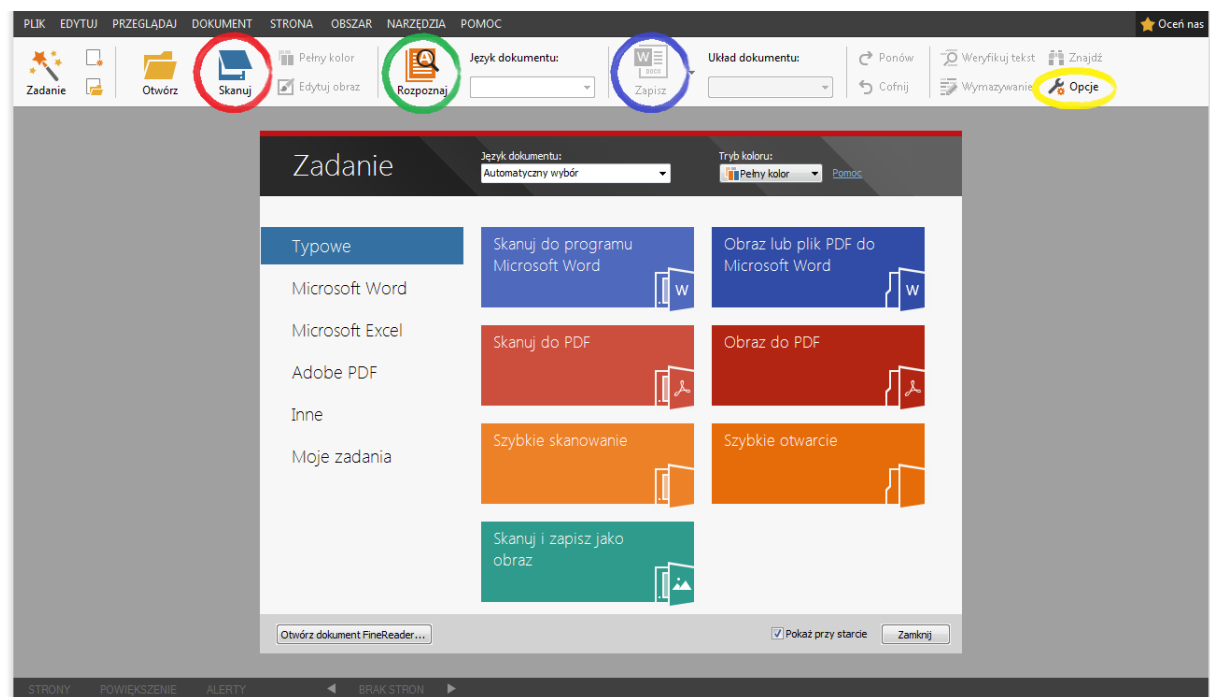 PLIK EDYTUJ PRZEGLĄDAJ DOKUMENT STRONA OBSZAR NARZĘDZIA POMOC
Oceń nas
Pełny kolor
Język dokumentu:
W
DOCX
Układ dokumentu:
Ponów
Weryfikuj tekst
Znajdź
Zadanie
Otwórz
Skanuj
Edytuj obraz
A
Rozpoznaj
Zapisz
Cofnij
Wymazywanie
Opcje
Zadanie
Język dokumentu:
Automatyczny wybór
Tryb koloru:
Pełny kolor
Pomoc
Typowe
Microsoft Word
Microsoft Excel
Adobe PDF
Inne
Moje zadania
Skanuj do programu
Microsoft Word
W
Obraz lub plik PDF do
Microsoft Word
W
Skanuj do PDF
Obraz do PDF
Szybkie skanowanie
Szybkie otwarcie
Skanuj i zapisz jako
obraz
Otwórz dokument FineReader...
Pokaż przy starcie
Zamknij
STRONY POWIĘKSZENIE ALERTY BRAK STRON